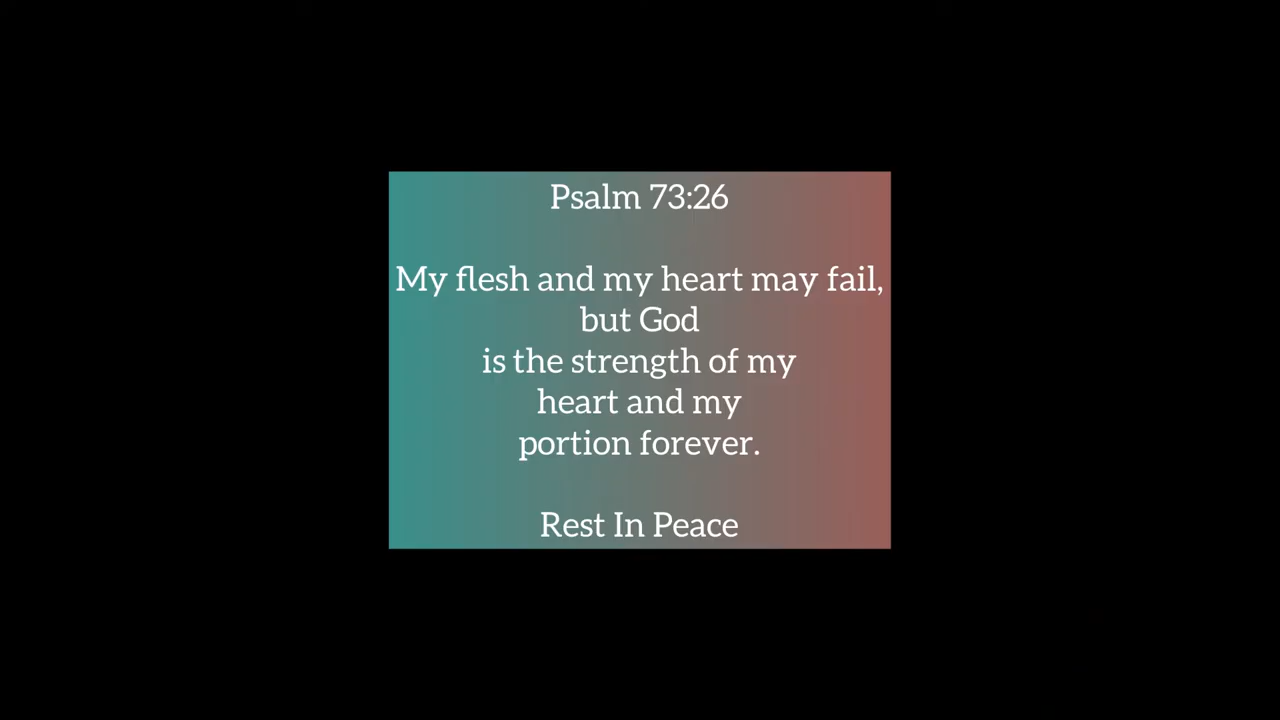 Psalm 73:26
My flesh and my heart may fail,
but God
is the strength of my
heart and my
portion forever.
Rest In Peace